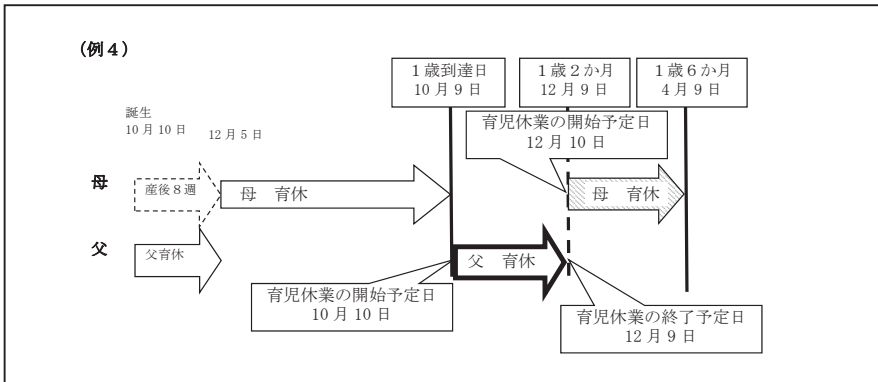 (例4)
1歳到達日
10月9日
1歳2か月
12月9日
1歳6か月
4月9日
誕生
10月10日
12月5日
育児休業の開始予定日
12月10日
母
産後8週
母 育休
母 育休
父
父育休
父 育休
育児休業の開始予定日
10月10日
育児休業の終了予定日
12月9日